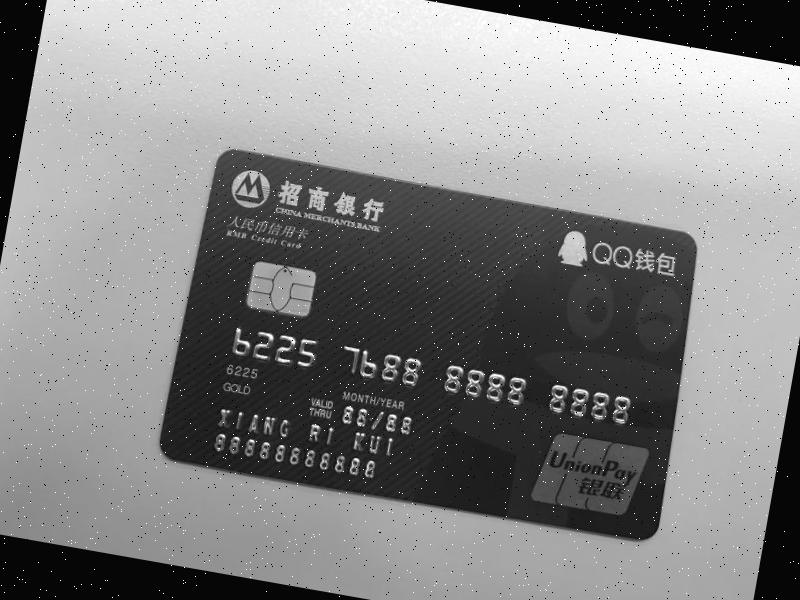 招商银行
CHINA MERCHANTS BANK
人民币信用卡
RMB Credit Card
QQ钱包
6225 7688 8888 8888
6225
GOLD
VALID THRU
MONTH/YEAR
88/88
XIANG RI KUI
88888888888
UnionPay
银联